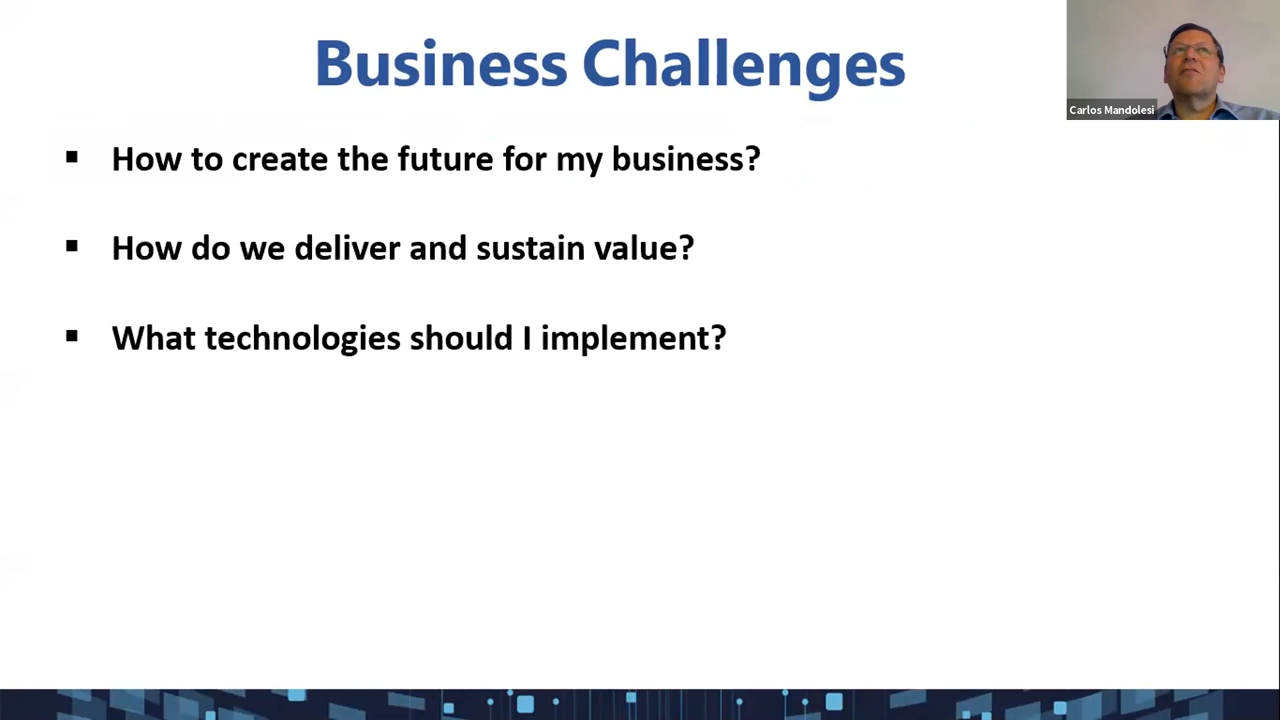 Business Challenges
Carlos Mandolesi
▪ How to create the future for my business?
▪ How do we deliver and sustain value?
▪ What technologies should I implement?